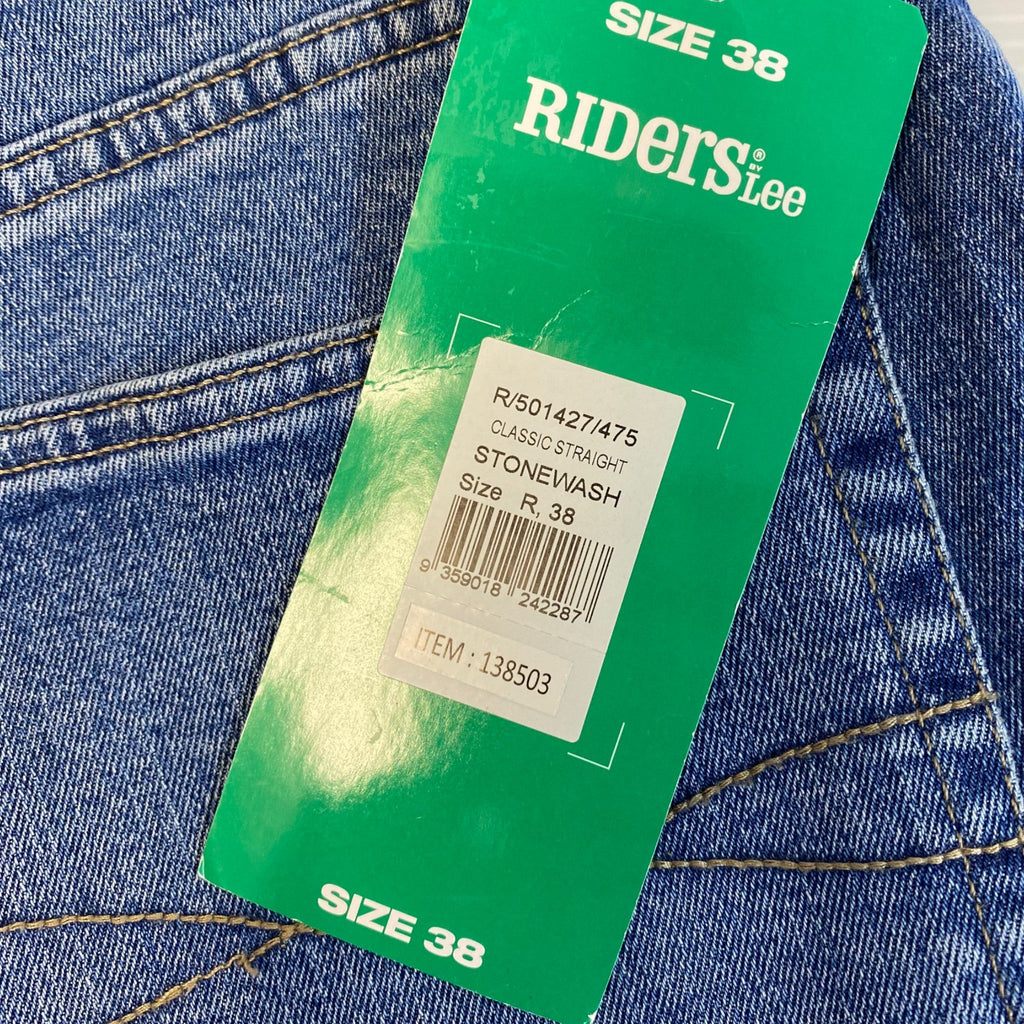 SIZE 38
RIDers®
BY
Lee
R/501427/475
CLASSIC STRAIGHT
STONEWASH
Size R, 38
9 359018 242287
ITEM : 138503
SIZE 38